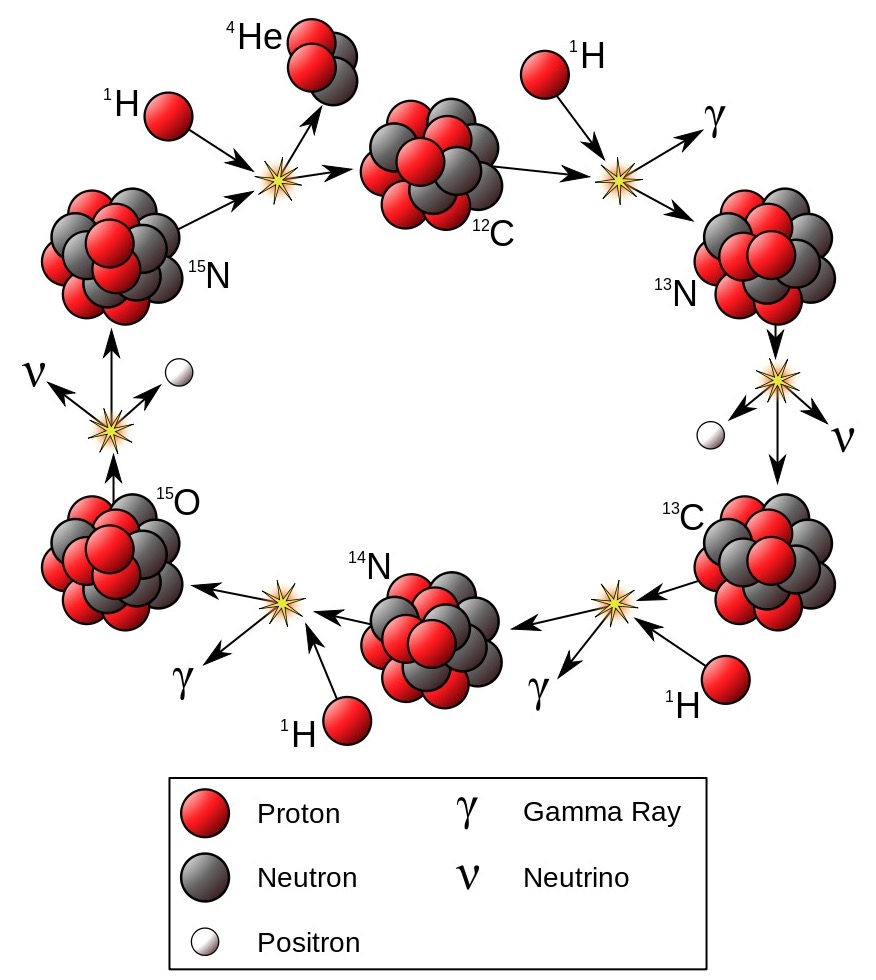 ⁴He
¹H
¹H
γ
¹²C
¹⁵N
¹³N
ν
ν
¹⁵O
¹³C
¹⁴N
γ
γ
¹H
¹H
Proton γ Gamma Ray
Neutron ν Neutrino
Positron